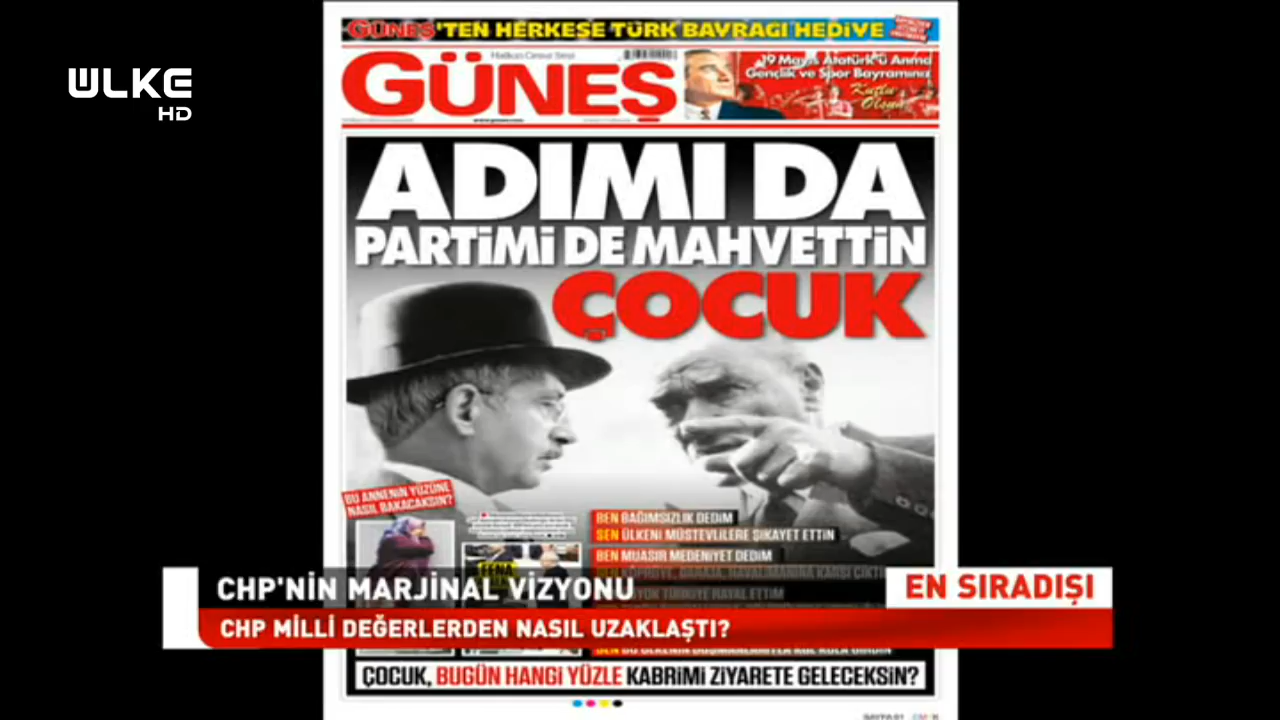 GÜNEŞ'TEN HERKESE TÜRK BAYRAĞI HEDİYE
ÜLKE
HD
Halkın Gazete Sesi
GÜNEŞ
19 Mayıs Atatürk'ü Anma
Gençlik ve Spor Bayramınız
Kutlu
Olsun
ADIMI DA
PARTİMİ DE MAHVETTİN
ÇOCUK
BU ANNENİN YÜZÜNE
NASIL BAKACAKSIN?
BEN BAĞIMSIZLIK DEDİM
SEN ÜLKENİ MÜSTEVLİLERE ŞİKAYET ETTİN
BEN MUASIR MEDENİYET DEDİM
CHP'NİN MARJİNAL VİZYONU
EN SIRADIŞI
CHP MİLLİ DEĞERLERDEN NASIL UZAKLAŞTI?
ÇOCUK, BUGÜN HANGİ YÜZLE KABRİMİ ZİYARETE GELECEKSİN?